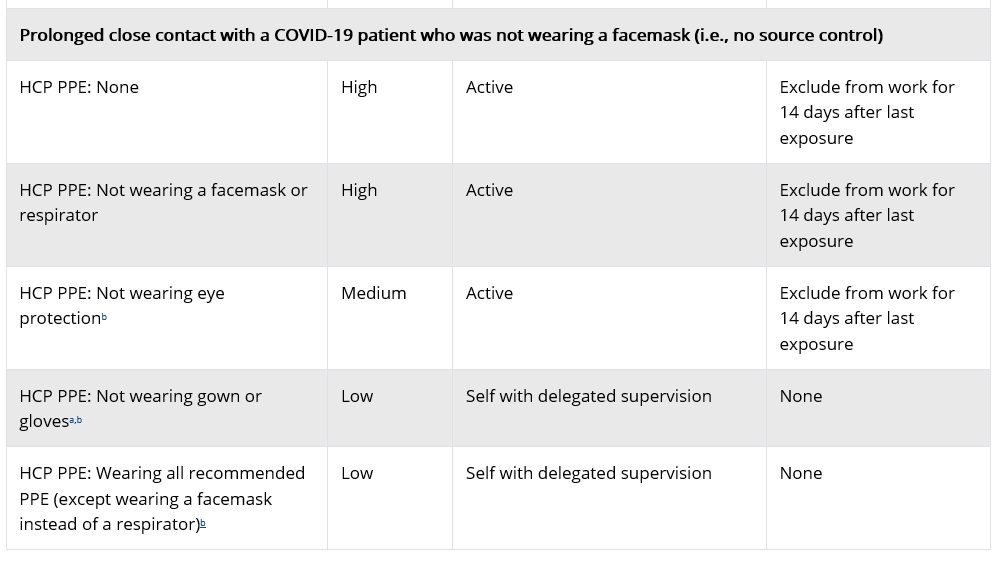 Prolonged close contact with a COVID-19 patient who was not wearing a facemask (i.e., no source control)
HCP PPE: None
High
Active
Exclude from work for
14 days after last
exposure
HCP PPE: Not wearing a facemask or
respirator
High
Active
Exclude from work for
14 days after last
exposure
HCP PPE: Not wearing eye
protectionb
Medium
Active
Exclude from work for
14 days after last
exposure
HCP PPE: Not wearing gown or
glovesa,b
Low
Self with delegated supervision
None
HCP PPE: Wearing all recommended
PPE (except wearing a facemask
instead of a respirator)b
Low
Self with delegated supervision
None